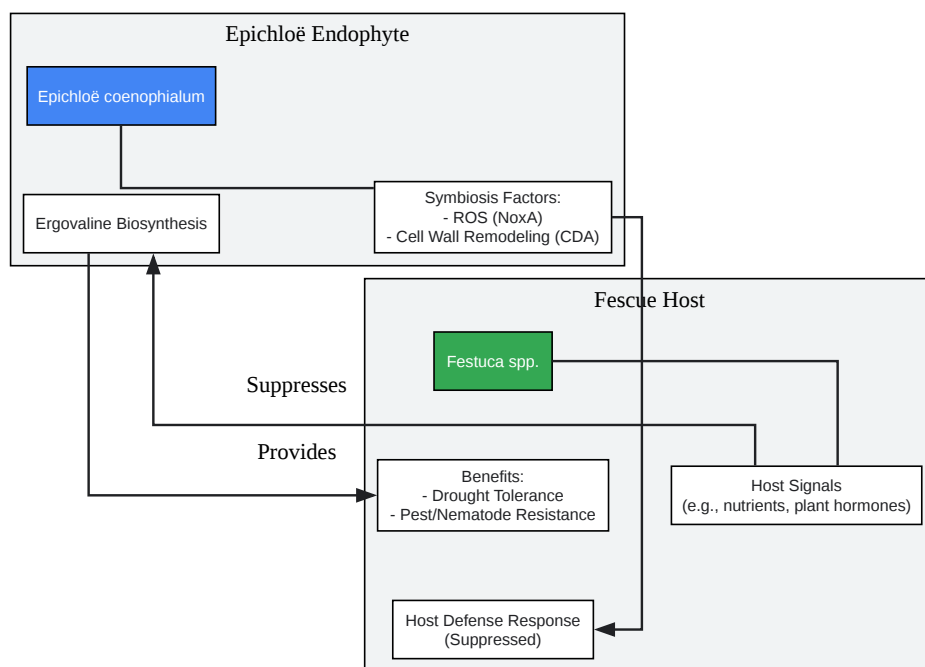 Epichloë Endophyte
Epichloë coenophialum
Symbiosis Factors:
- ROS (NoxA)
- Cell Wall Remodeling (CDA)
Ergovaline Biosynthesis
Fescue Host
Festuca spp.
Suppresses
Provides
Benefits:
- Drought Tolerance
- Pest/Nematode Resistance
Host Signals
(e.g., nutrients, plant hormones)
Host Defense Response
(Suppressed)